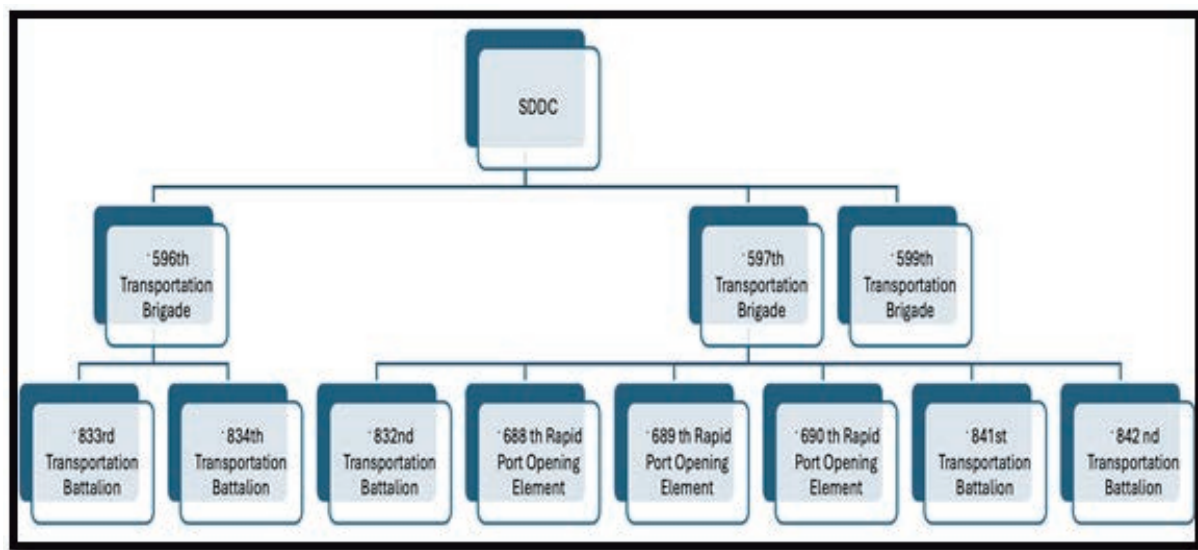 SDDC
596th
Transportation
Brigade
597th
Transportation
Brigade
599th
Transportation
Brigade
833rd
Transportation
Battalion
834th
Transportation
Battalion
832nd
Transportation
Battalion
688 th Rapid
Port Opening
Element
689 th Rapid
Port Opening
Element
690 th Rapid
Port Opening
Element
841st
Transportation
Battalion
842 nd
Transportation
Battalion